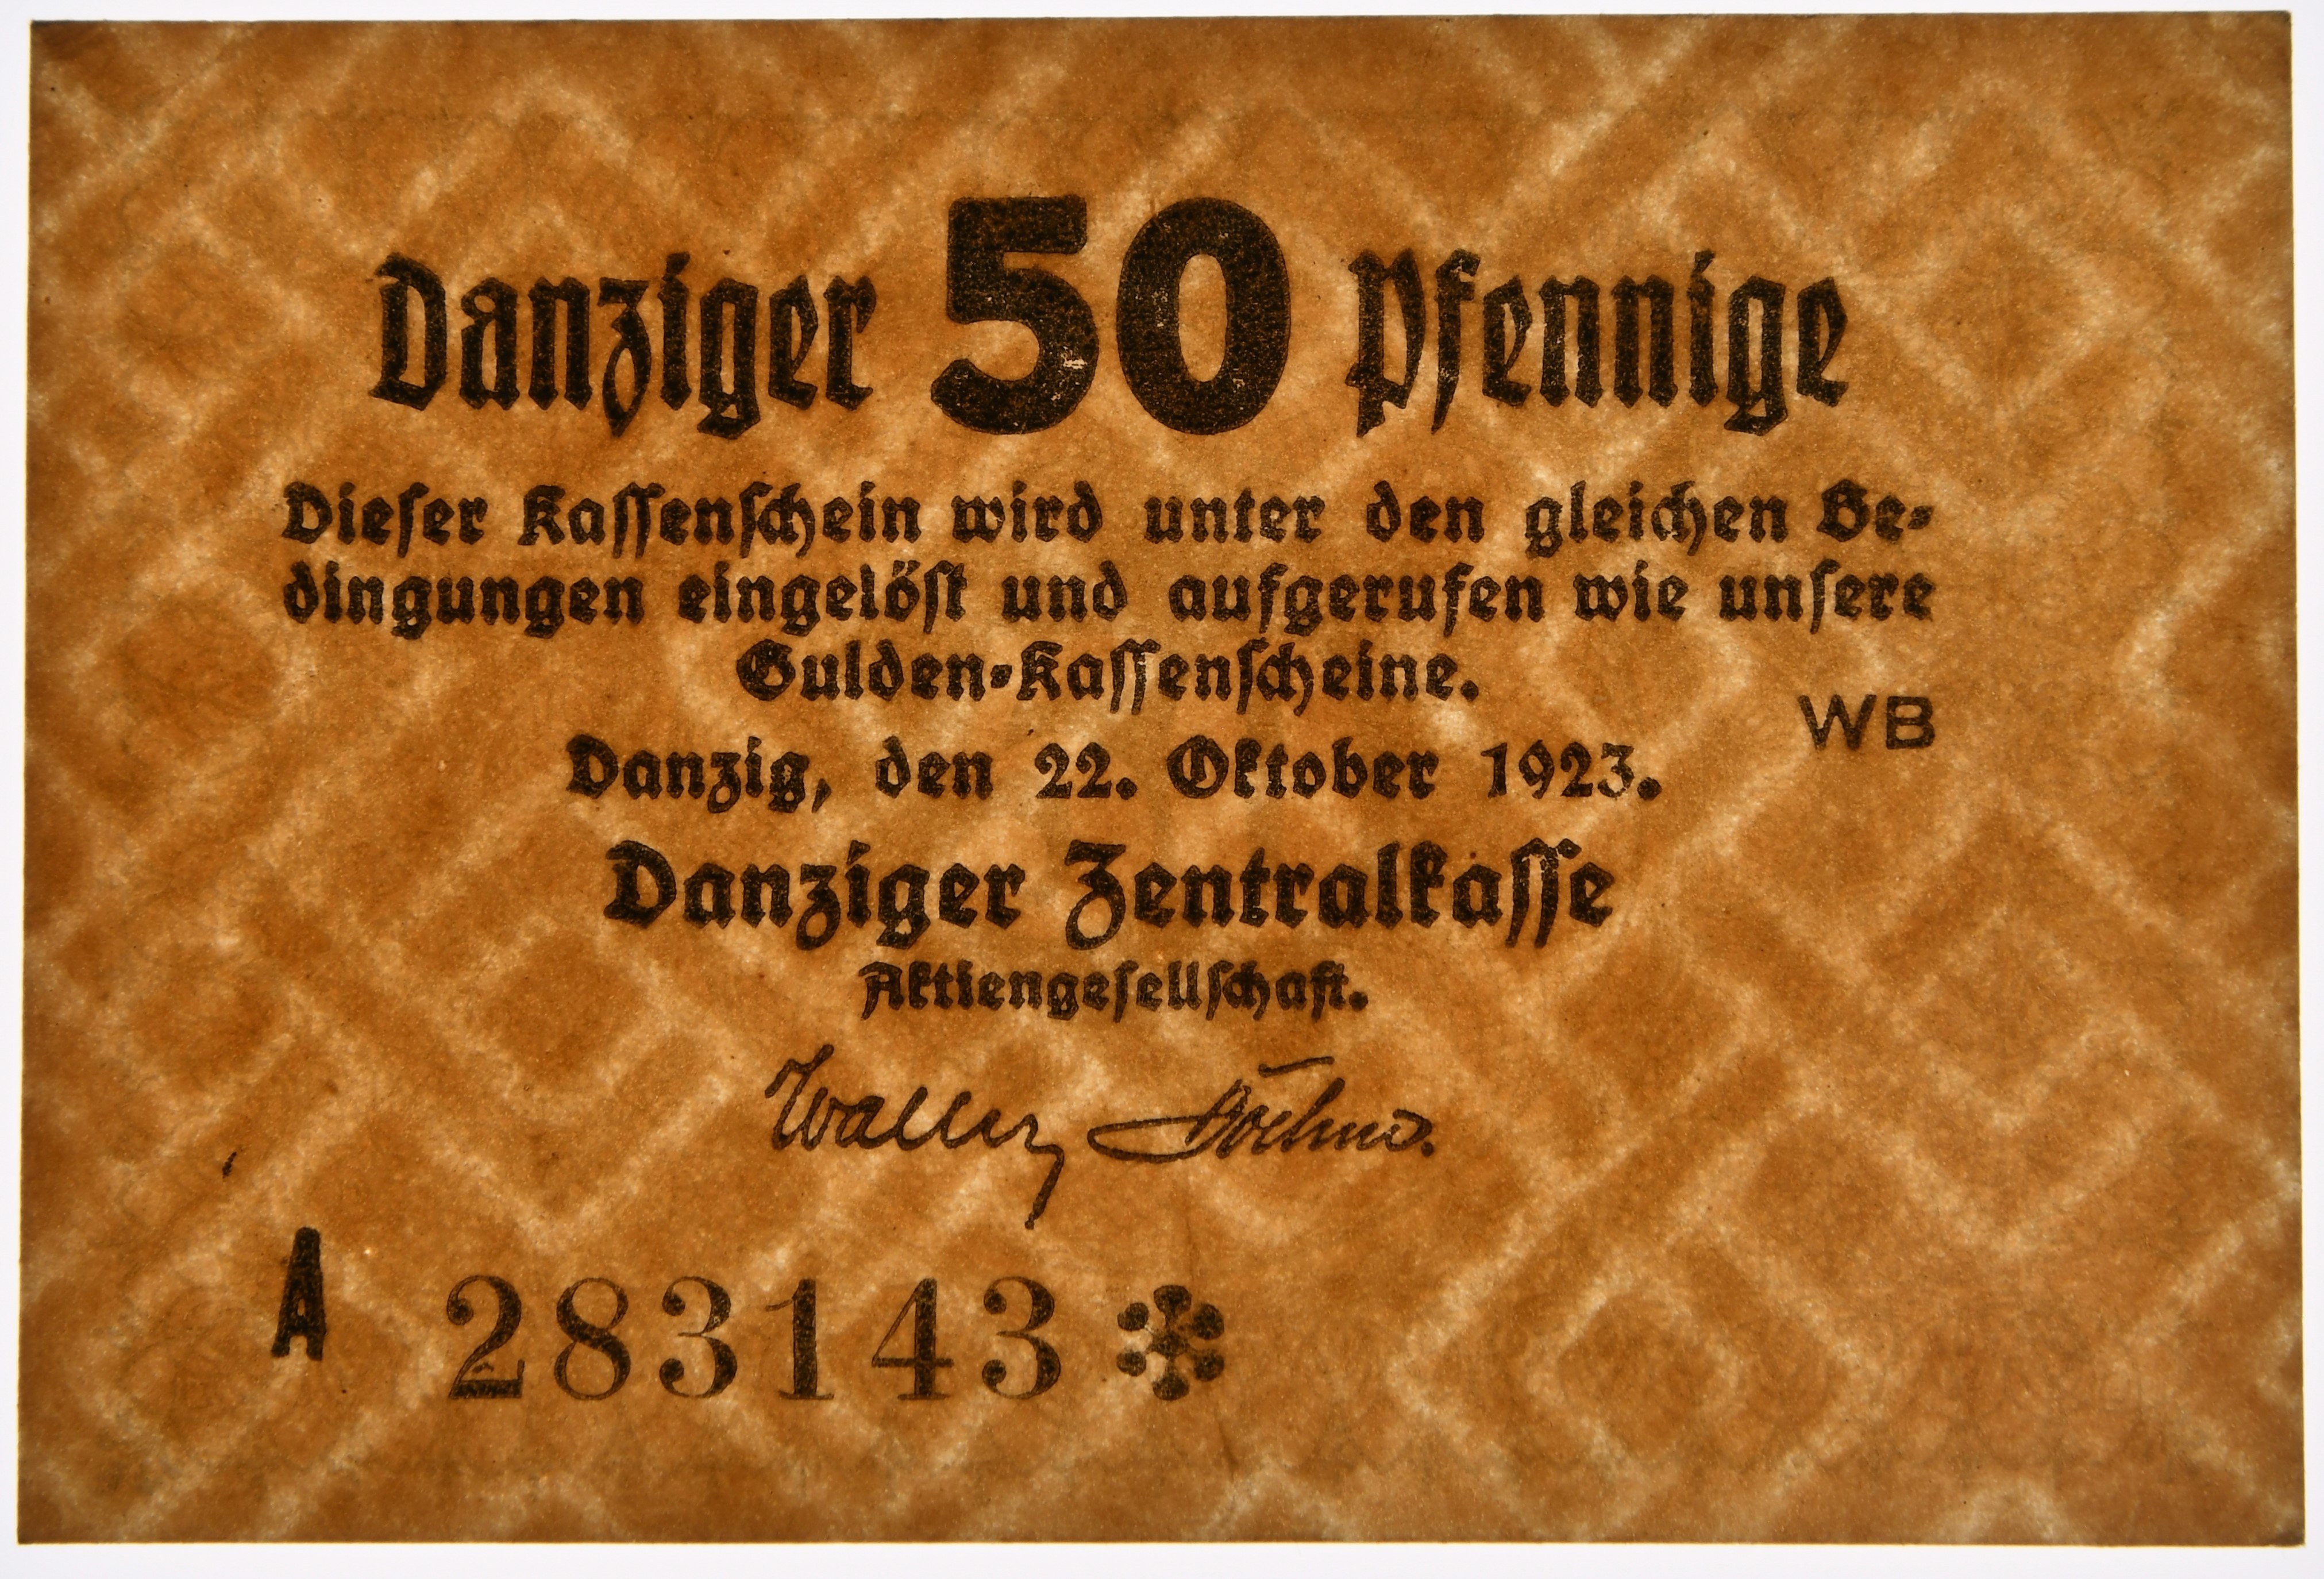 Danziger 50 Pfennige
Dieser Kassenschein wird unter den gleichen Be-
dingungen eingelöst und aufgerufen wie unsere
Gulden-Kassenscheine.
WB
Danzig, den 22. Oktober 1923.
Danziger Zentralkasse
Aktiengesellschaft.
A 283143